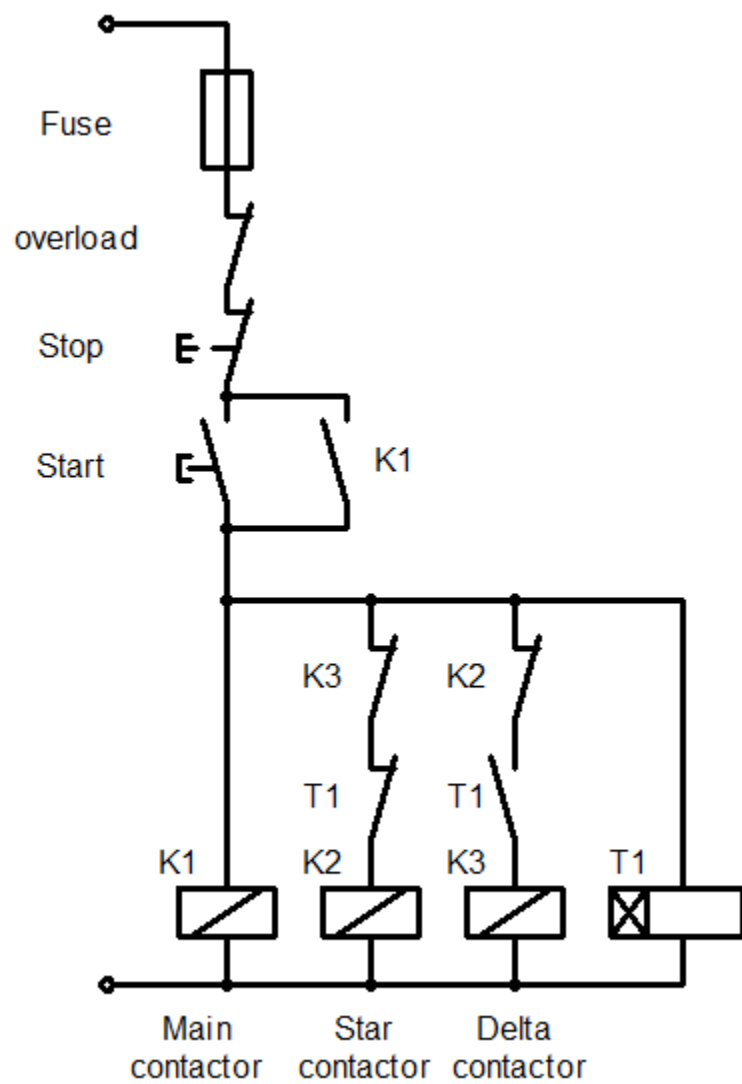 Fuse
overload
Stop
Start
K1
K3
K2
T1
T1
K1
K2
K3
T1
Main
contactor
Star
contactor
Delta
contactor